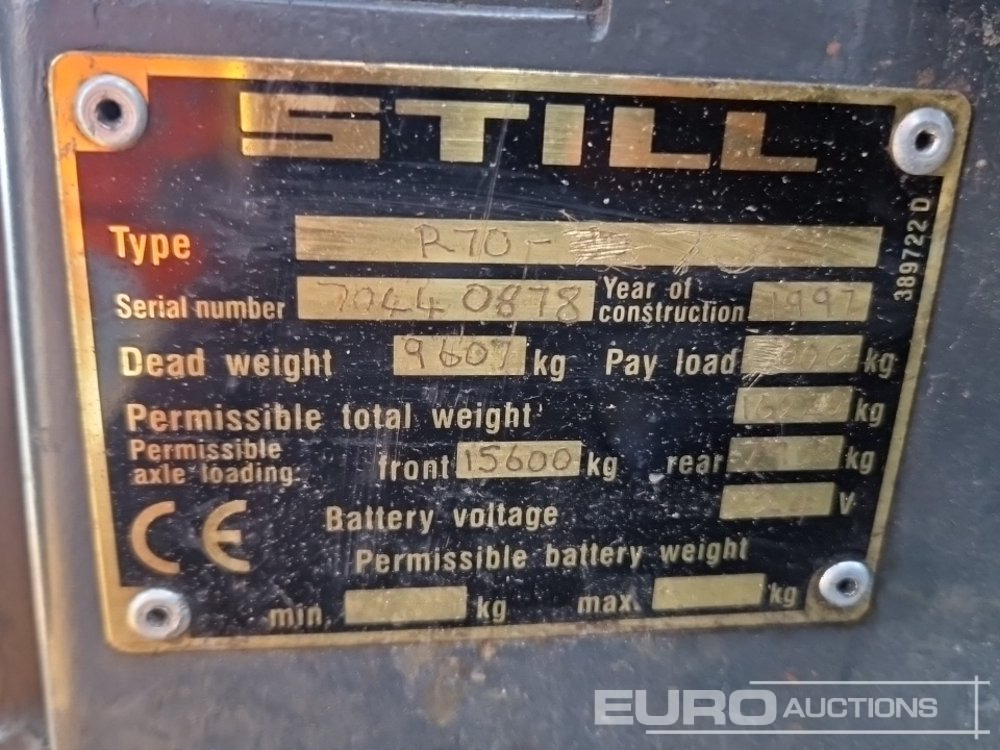 STILL
Type R70-
Serial number 7044 0878 Year of construction 1997
Dead weight 9607 kg Pay load kg
Permissible total weight kg
Permissible axle loading: front 15600 kg rear kg
Battery voltage V
Permissible battery weight
min. kg max. kg
389722 D
EURO AUCTIONS